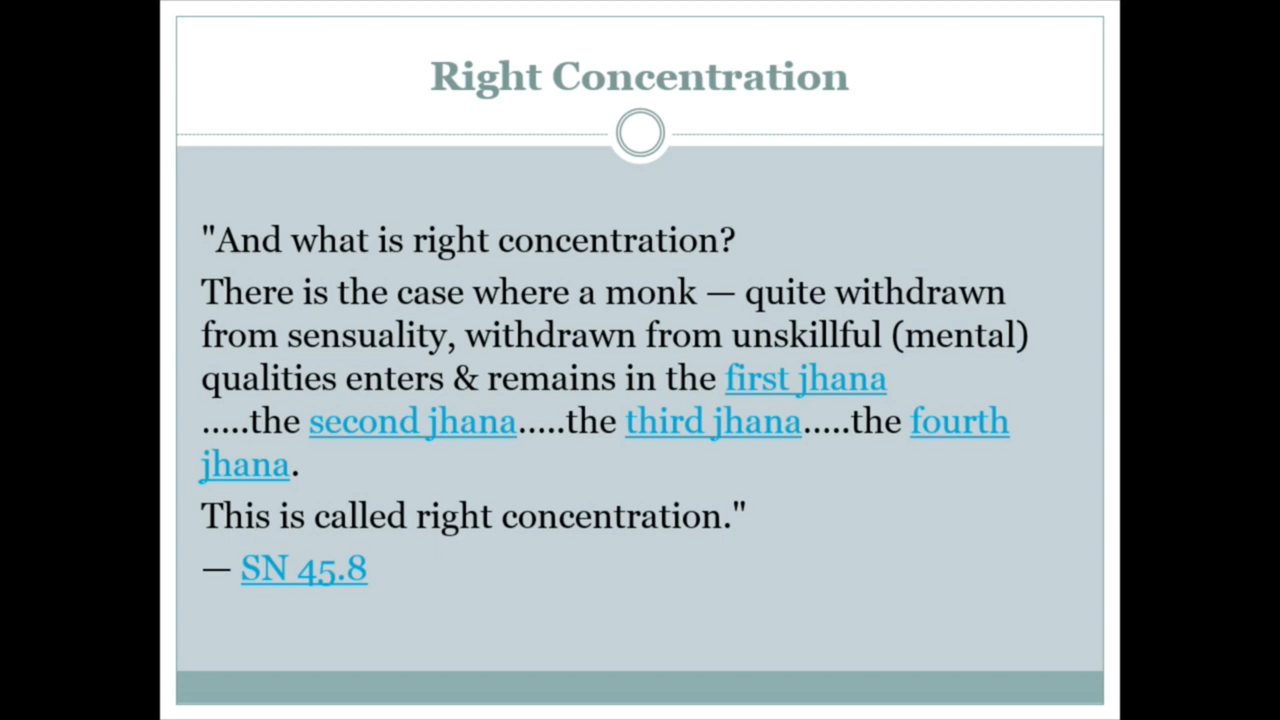 Right Concentration
"And what is right concentration?
There is the case where a monk — quite withdrawn
from sensuality, withdrawn from unskillful (mental)
qualities enters & remains in the first jhana
.....the second jhana.....the third jhana.....the fourth
jhana.
This is called right concentration."
— SN 45.8